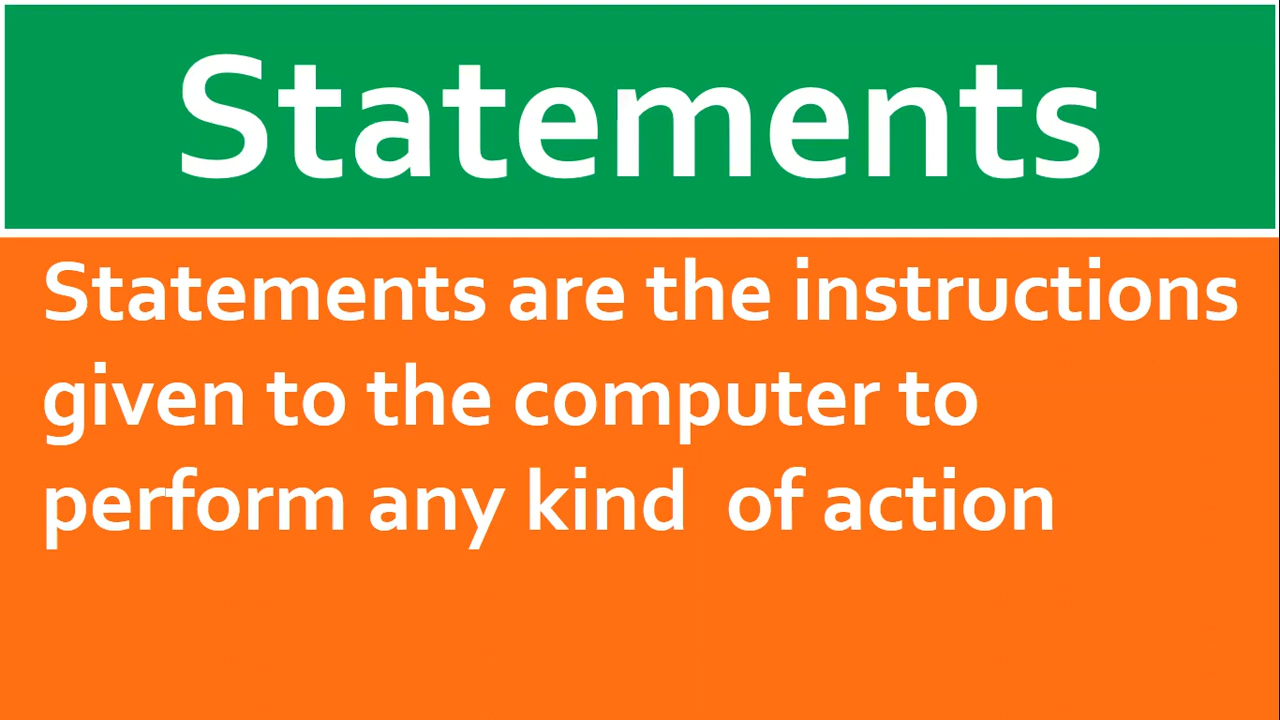 Statements
Statements are the instructions
given to the computer to
perform any kind  of action